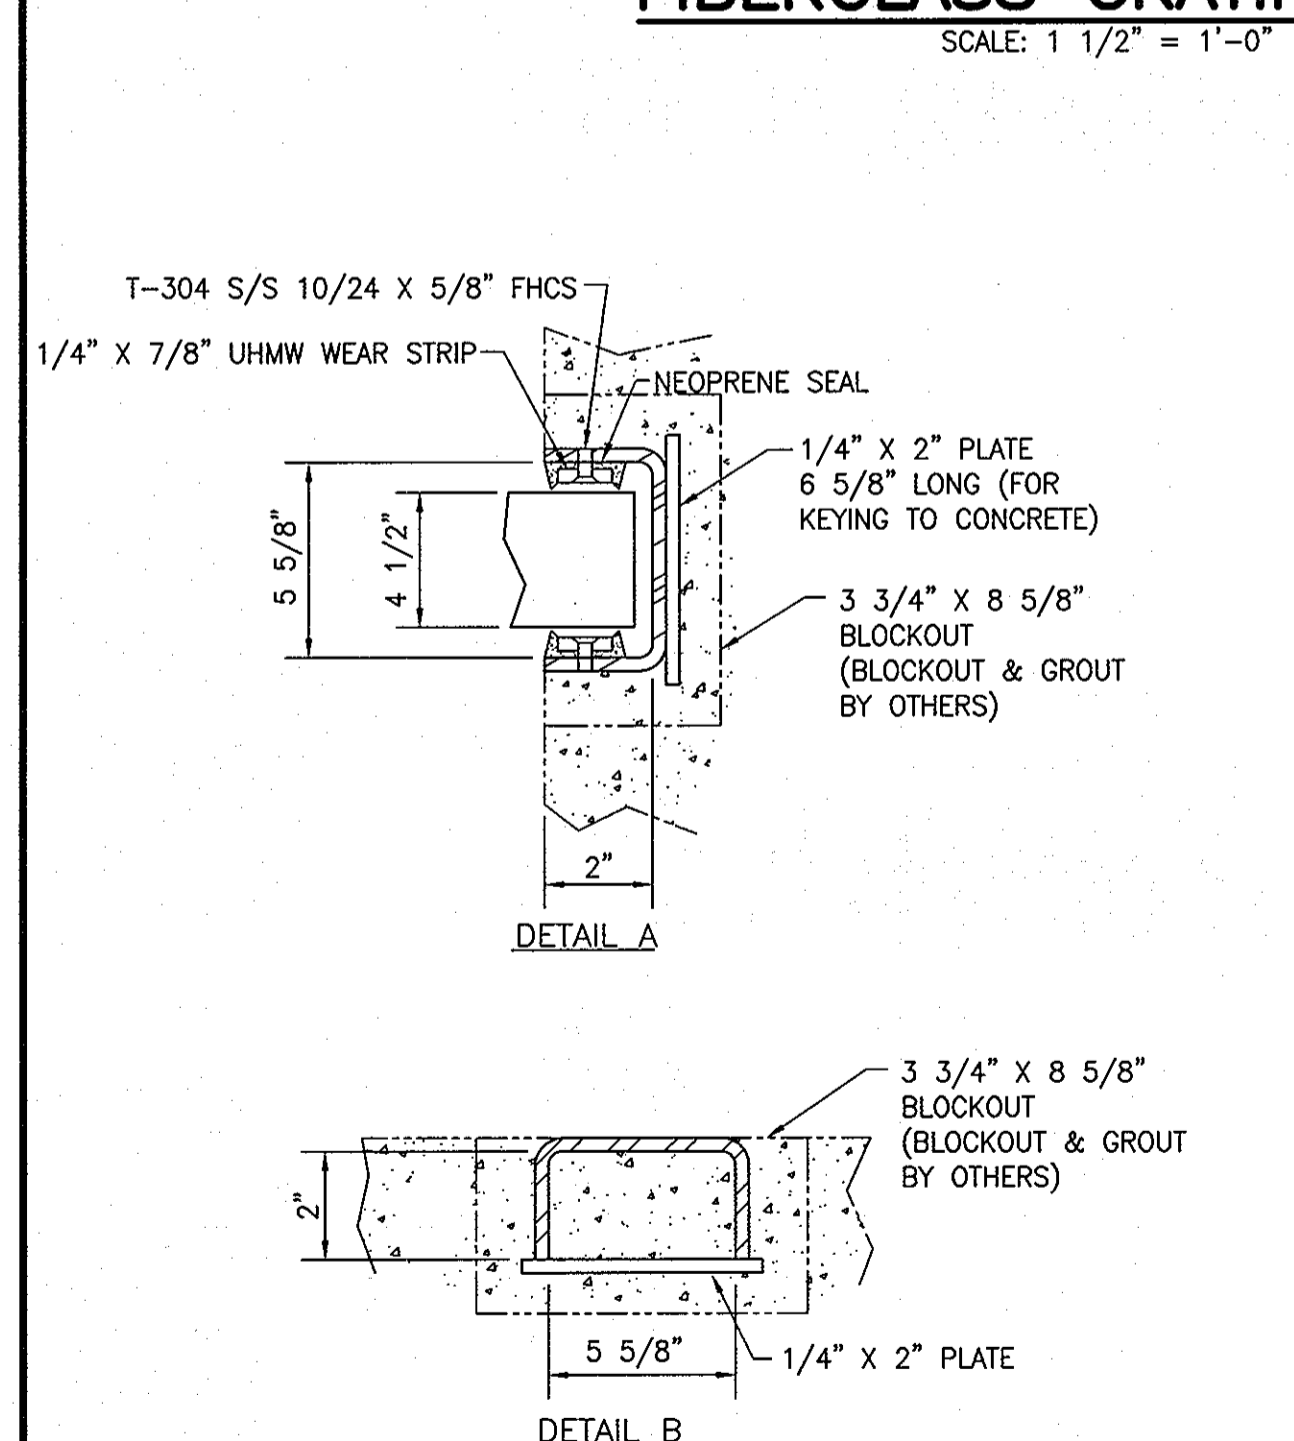 SCALE: 1 1/2" = 1'-0"
T-304 S/S 10/24 X 5/8" FHCS
1/4" X 7/8" UHMW WEAR STRIP
NEOPRENE SEAL
1/4" X 2" PLATE
6 5/8" LONG (FOR
KEYING TO CONCRETE)
5 5/8"
4 1/2"
3 3/4" X 8 5/8"
BLOCKOUT
(BLOCKOUT & GROUT
BY OTHERS)
2"
DETAIL A
3 3/4" X 8 5/8"
BLOCKOUT
(BLOCKOUT & GROUT
BY OTHERS)
2"
5 5/8"
1/4" X 2" PLATE
DETAIL B